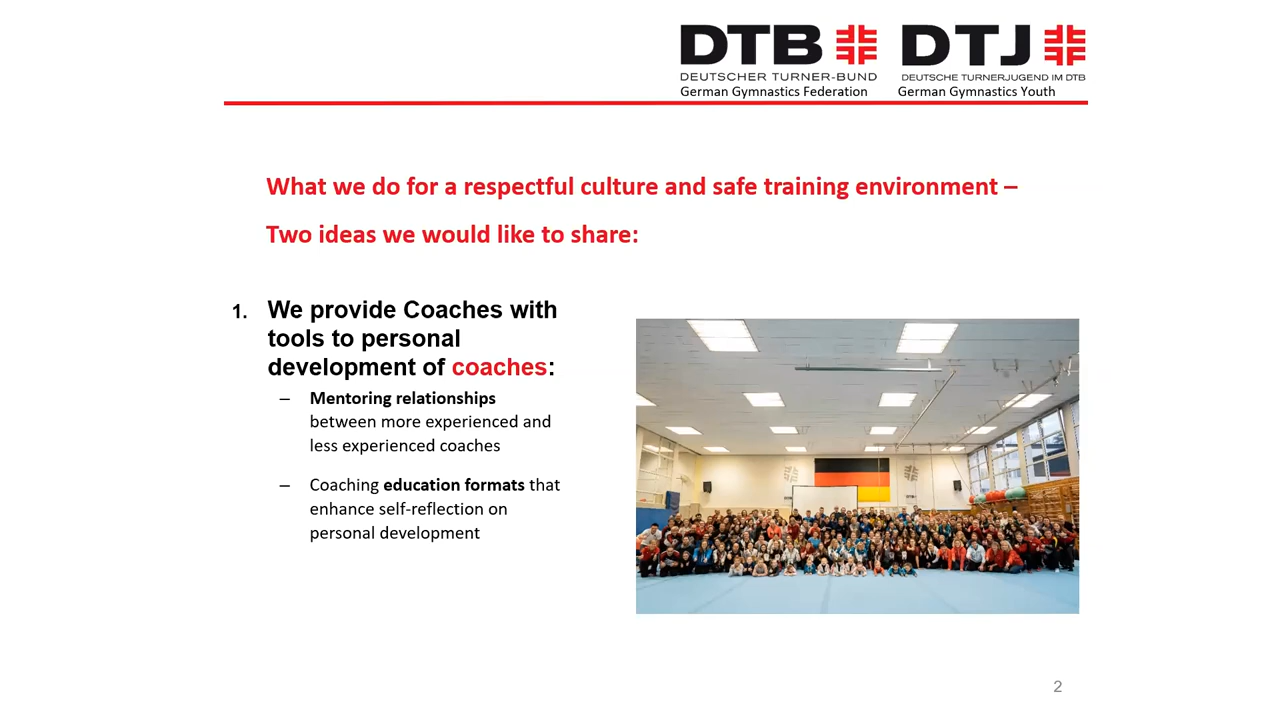 DTB DTJ
DEUTSCHER TURNER-BUND DEUTSCHE TURNERJUGEND IM DTB
German Gymnastics Federation German Gymnastics Youth
What we do for a respectful culture and safe training environment –
Two ideas we would like to share:
1. We provide Coaches with
tools to personal
development of coaches:
– Mentoring relationships
between more experienced and
less experienced coaches
– Coaching education formats that
enhance self-reflection on
personal development
2